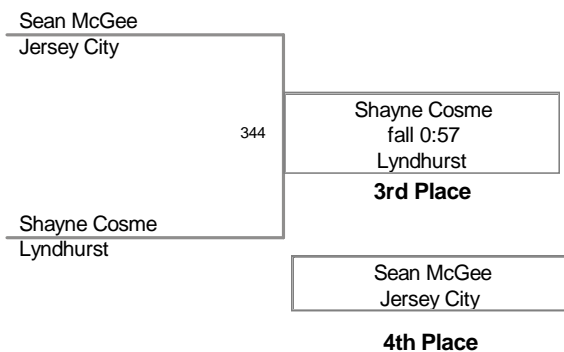 Sean McGee
Jersey City
344
Shayne Cosme
fall 0:57
Lyndhurst
3rd Place
Shayne Cosme
Lyndhurst
Sean McGee
Jersey City
4th Place